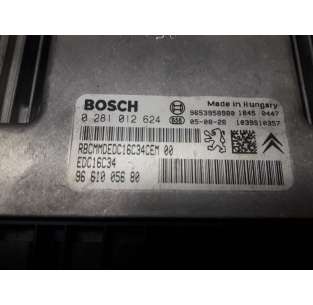 BOSCH
Made in Hungary
0 281 012 624
9653958980 1045 0447
05-08-26 1039S10357
RBCMMDEDC16C34CEM 00
EDC16C34
96 610 056 80